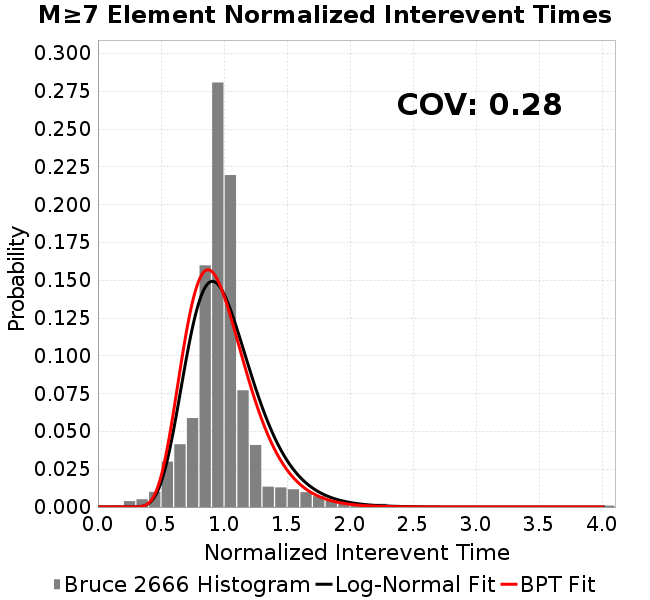 M≥7 Element Normalized Interevent Times
COV: 0.28
Probability
0.300
0.275
0.250
0.225
0.200
0.175
0.150
0.125
0.100
0.075
0.050
0.025
0.000
0.0 0.5 1.0 1.5 2.0 2.5 3.0 3.5 4.0
Normalized Interevent Time
Bruce 2666 Histogram Log-Normal Fit BPT Fit